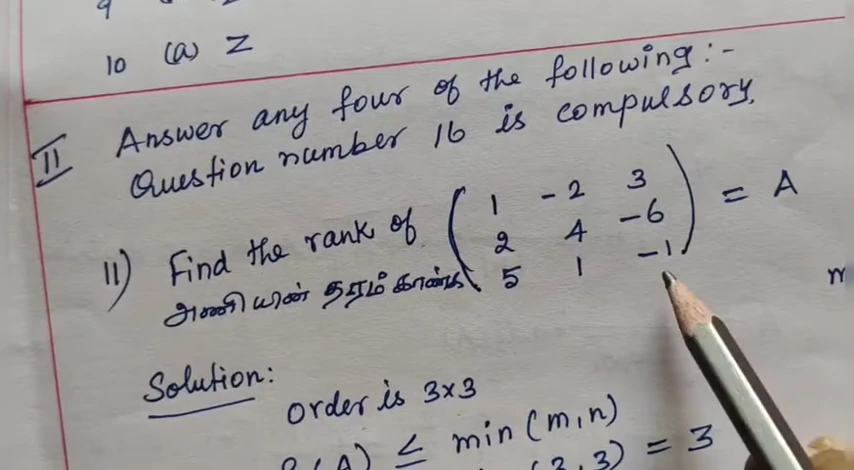 10 (a) Z
II Answer any four of the following:-
Question number 16 is compulsory.
11) Find the rank of ( 1 -2 3
2 4 -6
5 1 -1 ) = A
அணியின் தரம் காண்க
Solution:
order is 3x3
ρ(A) ≤ min (m,n)
(3,3) = 3